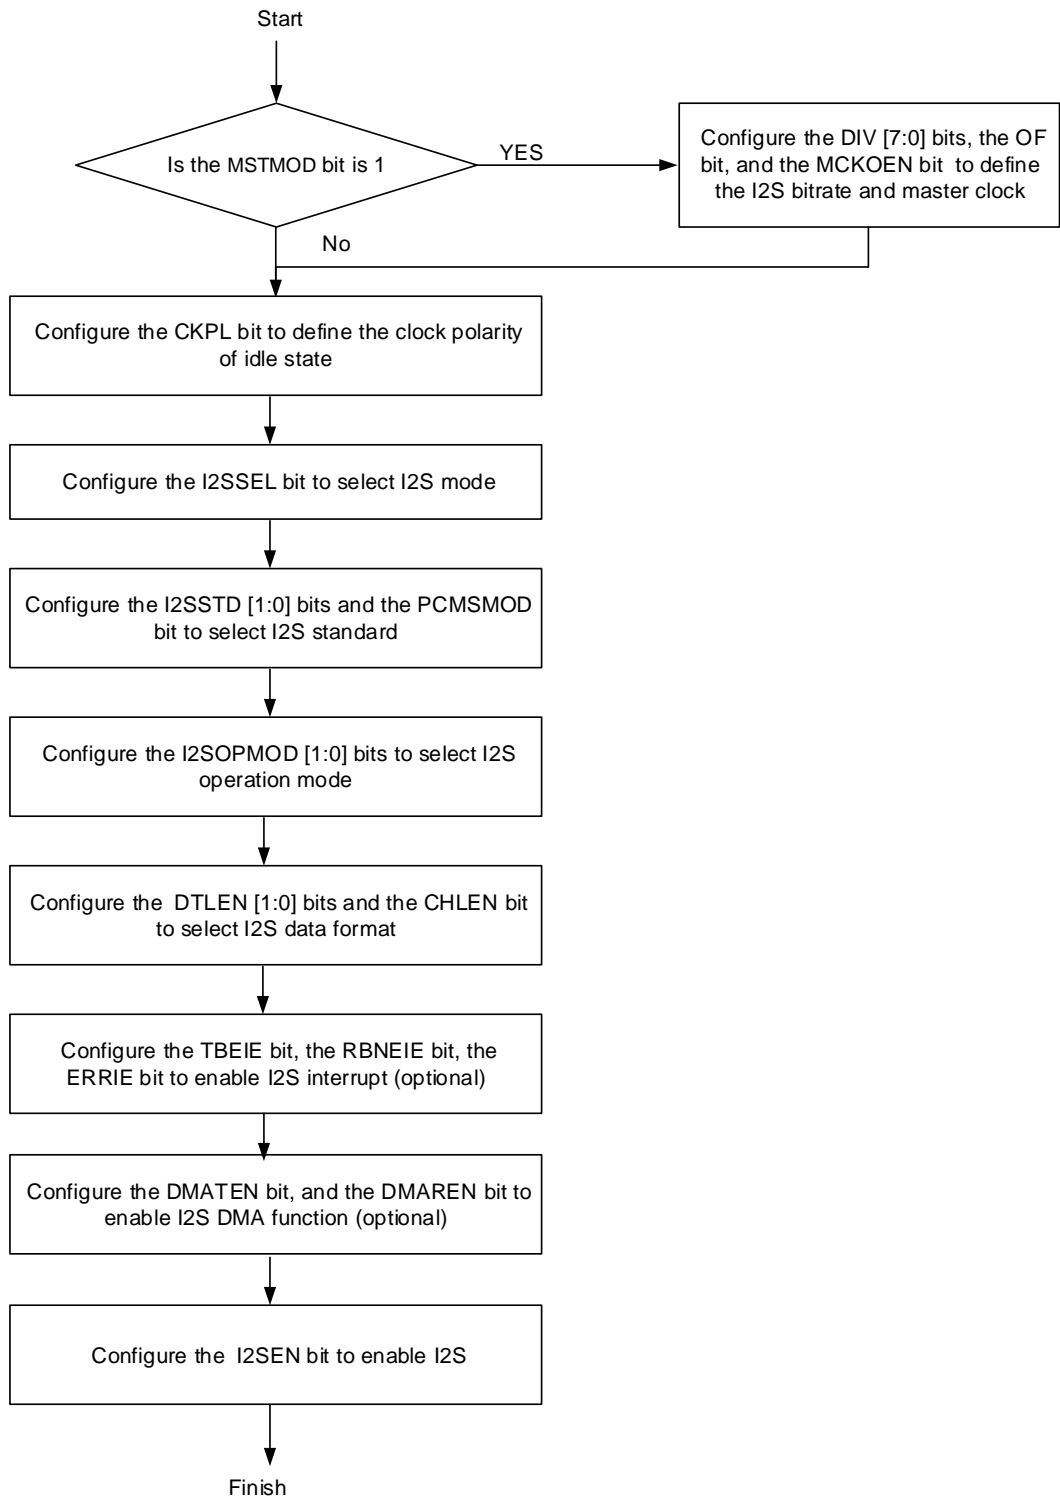 Start
Is the MSTMOD bit is 1
YES
Configure the DIV [7:0] bits, the OF
bit, and the MCKOEN bit to define
the I2S bitrate and master clock
No
Configure the CKPL bit to define the clock polarity
of idle state
Configure the I2SSEL bit to select I2S mode
Configure the I2SSTD [1:0] bits and the PCMSMOD
bit to select I2S standard
Configure the I2SOPMOD [1:0] bits to select I2S
operation mode
Configure the DTLEN [1:0] bits and the CHLEN bit
to select I2S data format
Configure the TBEIE bit, the RBNEIE bit, the
ERRIE bit to enable I2S interrupt (optional)
Configure the DMATEN bit, and the DMAREN bit to
enable I2S DMA function (optional)
Configure the I2SEN bit to enable I2S
Finish